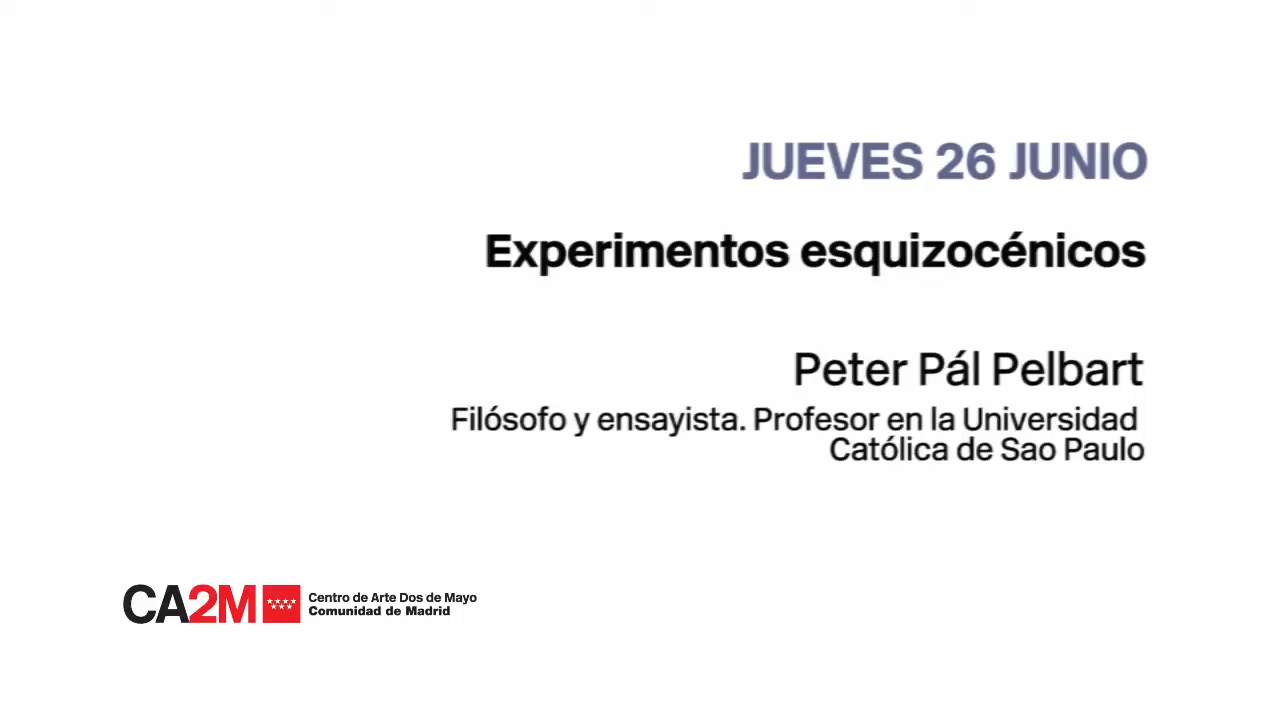 JUEVES 26 JUNIO
Experimentos esquizocénicos
Peter Pál Pelbart
Filósofo y ensayista. Profesor en la Universidad
Católica de Sao Paulo
CA2M
Centro de Arte Dos de Mayo
Comunidad de Madrid